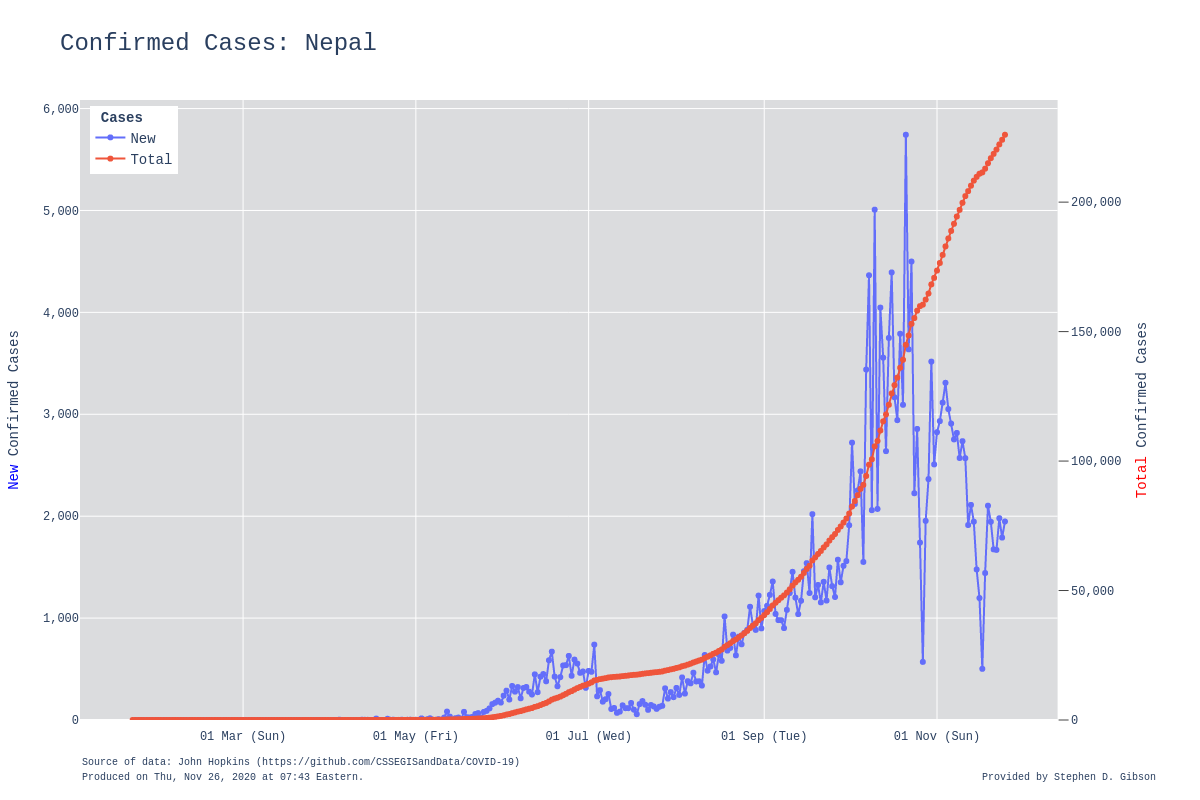 Confirmed Cases: Nepal
Cases
New
Total
6,000
5,000
4,000
3,000
2,000
1,000
0
New Confirmed Cases
200,000
150,000
100,000
50,000
0
Total Confirmed Cases
01 Mar (Sun)
01 May (Fri)
01 Jul (Wed)
01 Sep (Tue)
01 Nov (Sun)
Source of data: John Hopkins (https://github.com/CSSEGISandData/COVID-19)
Produced on Thu, Nov 26, 2020 at 07:43 Eastern.
Provided by Stephen D. Gibson